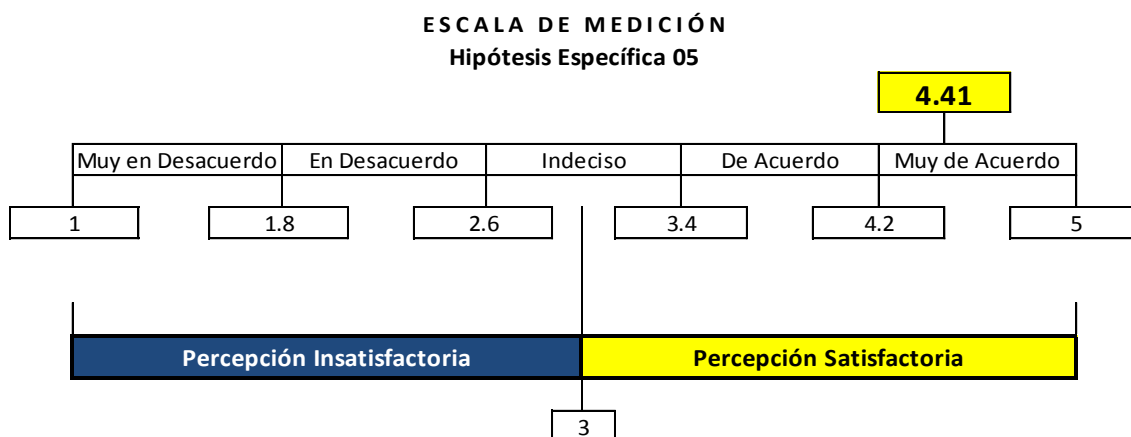 ESCALA DE MEDICIÓN
Hipótesis Específica 05
4.41
Muy en Desacuerdo En Desacuerdo Indeciso De Acuerdo Muy de Acuerdo
1 1.8 2.6 3.4 4.2 5
Percepción Insatisfactoria Percepción Satisfactoria
3